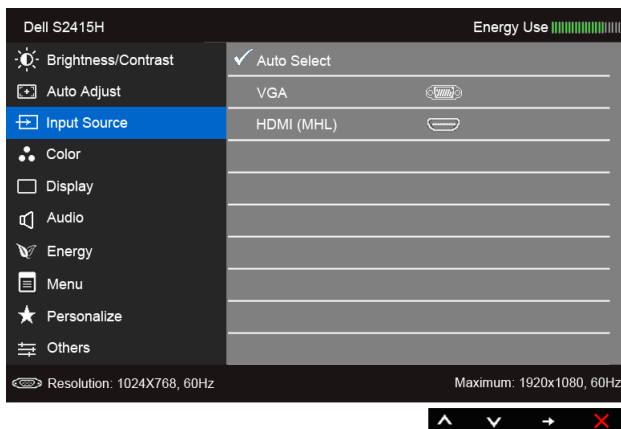 Dell S2415H Energy Use
Brightness/Contrast Auto Select
Auto Adjust VGA
Input Source HDMI (MHL)
Color
Display
Audio
Energy
Menu
Personalize
Others
Resolution: 1024X768, 60Hz Maximum: 1920x1080, 60Hz